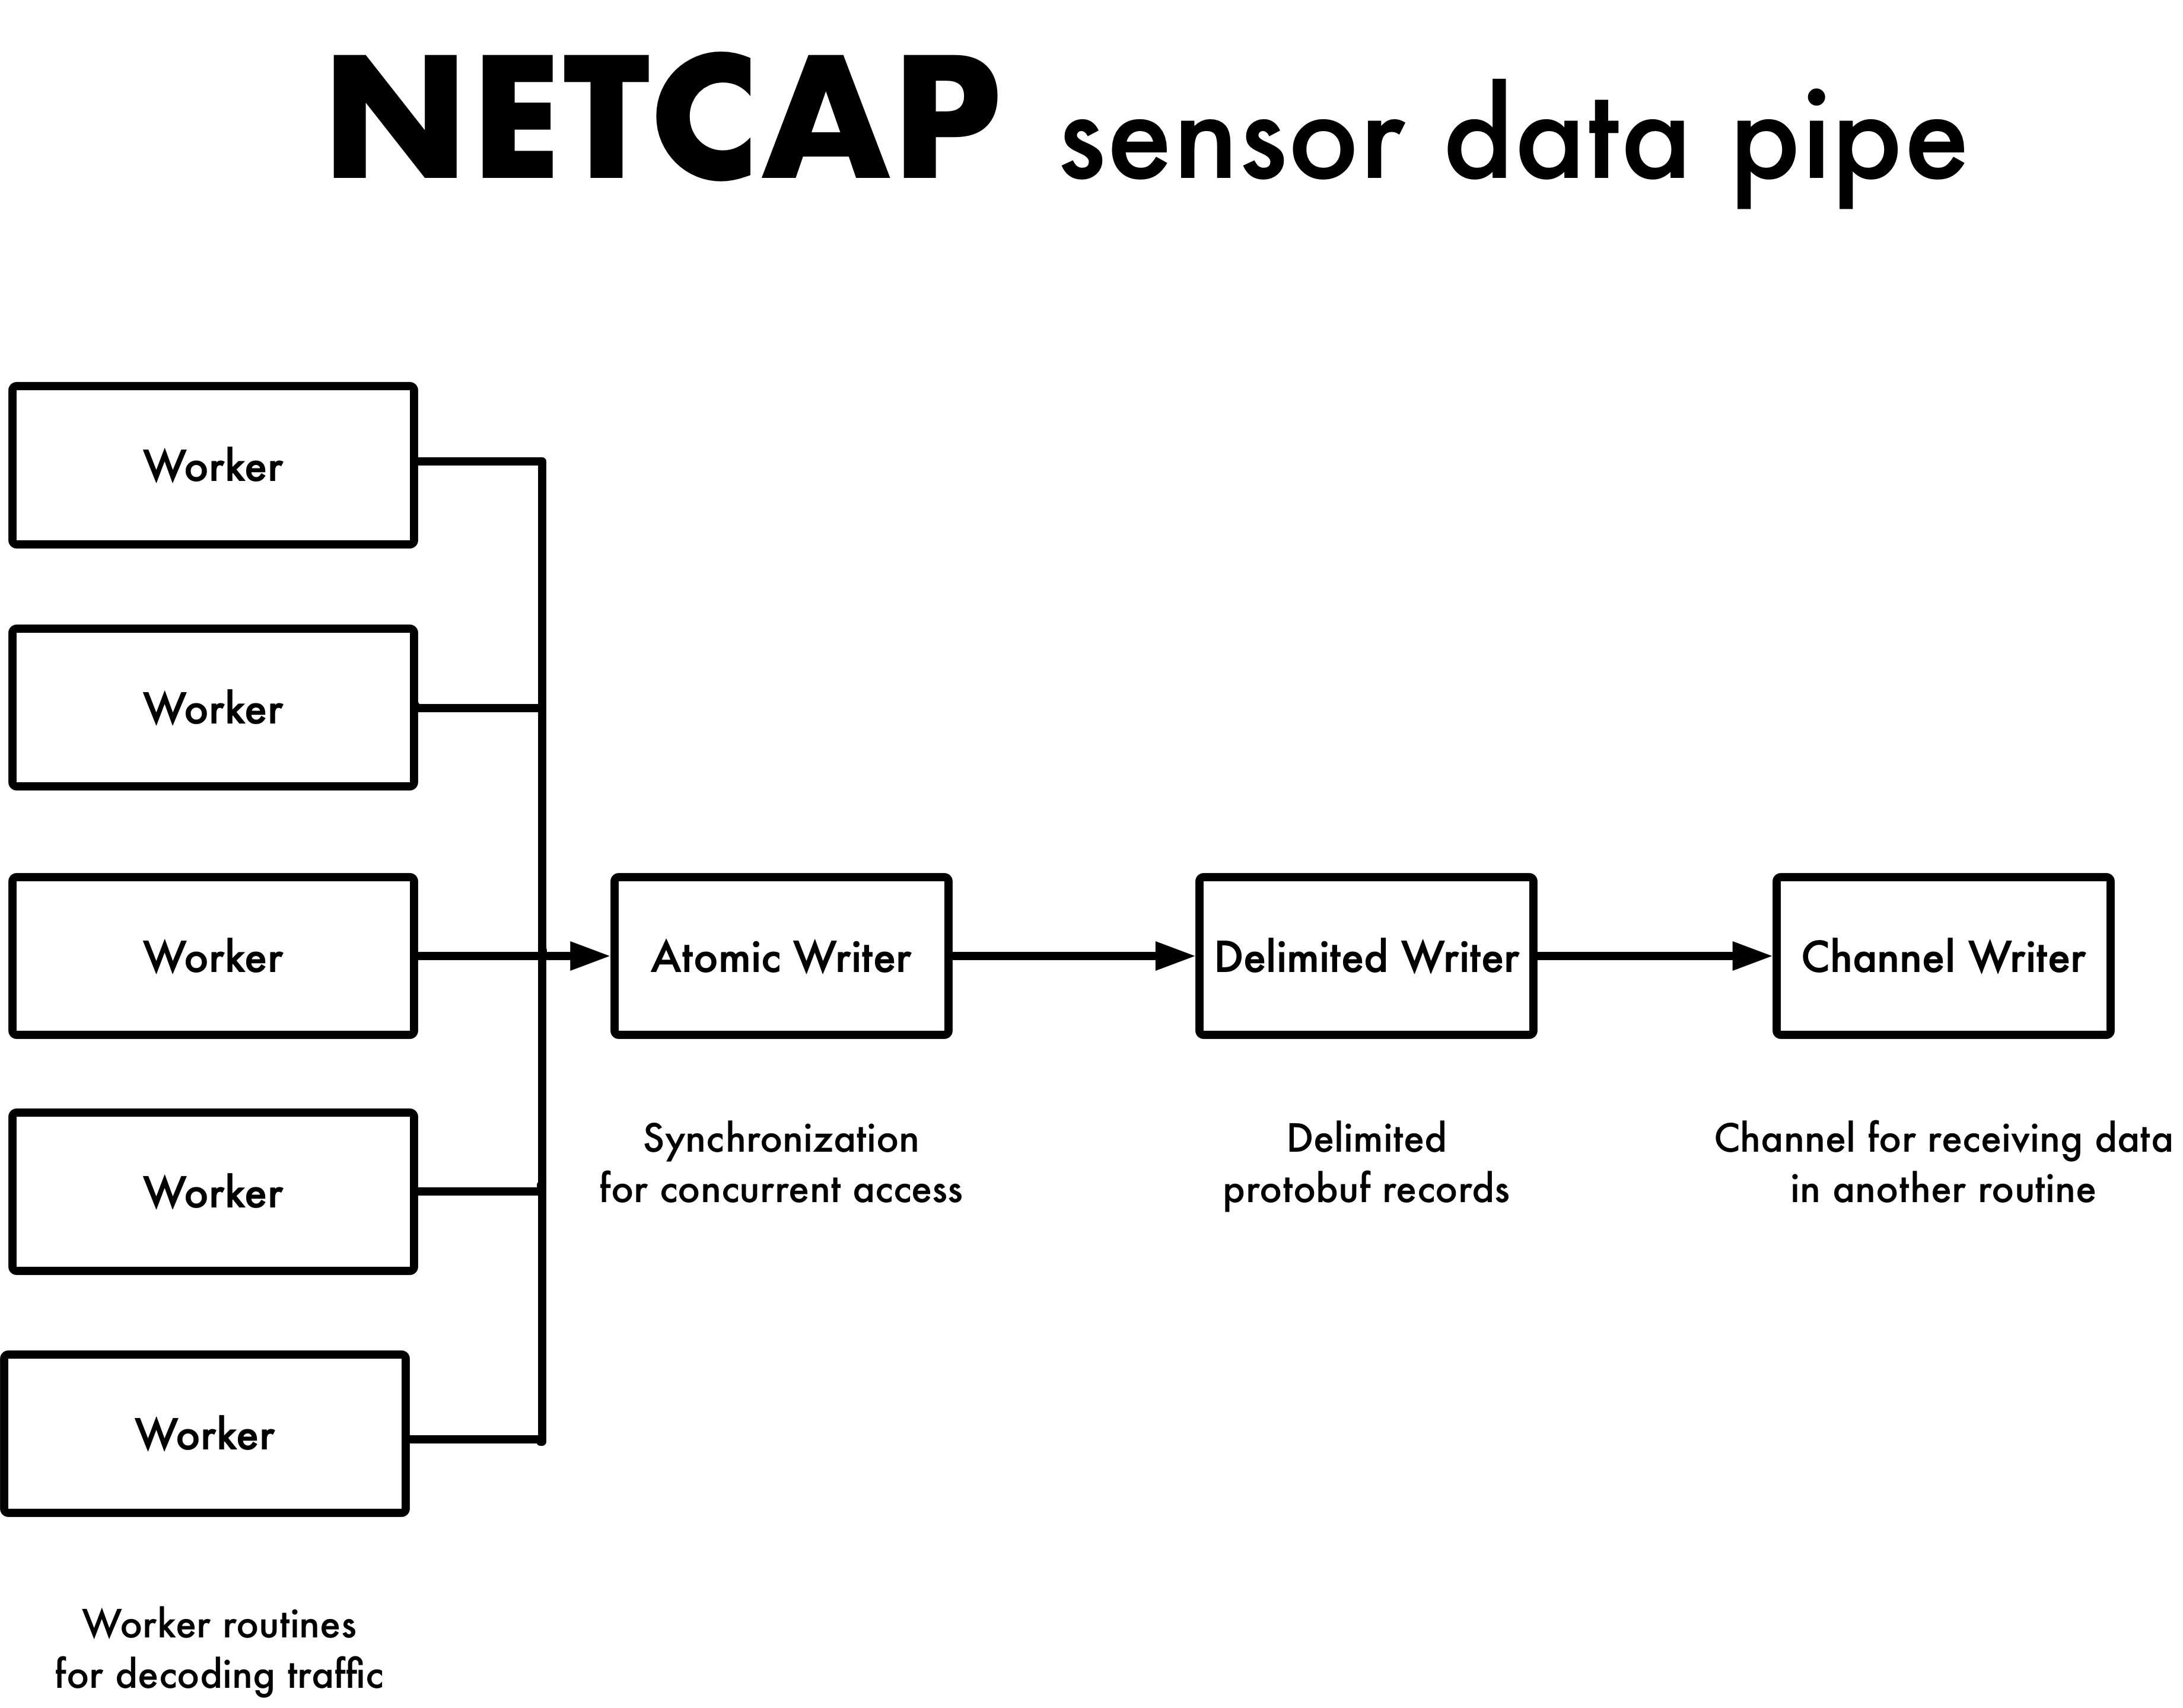 NETCAP sensor data pipe
Worker
Worker
Worker
Atomic Writer
Delimited Writer
Channel Writer
Synchronization
for concurrent access
Delimited
protobuf records
Channel for receiving data
in another routine
Worker
Worker
Worker routines
for decoding traffic